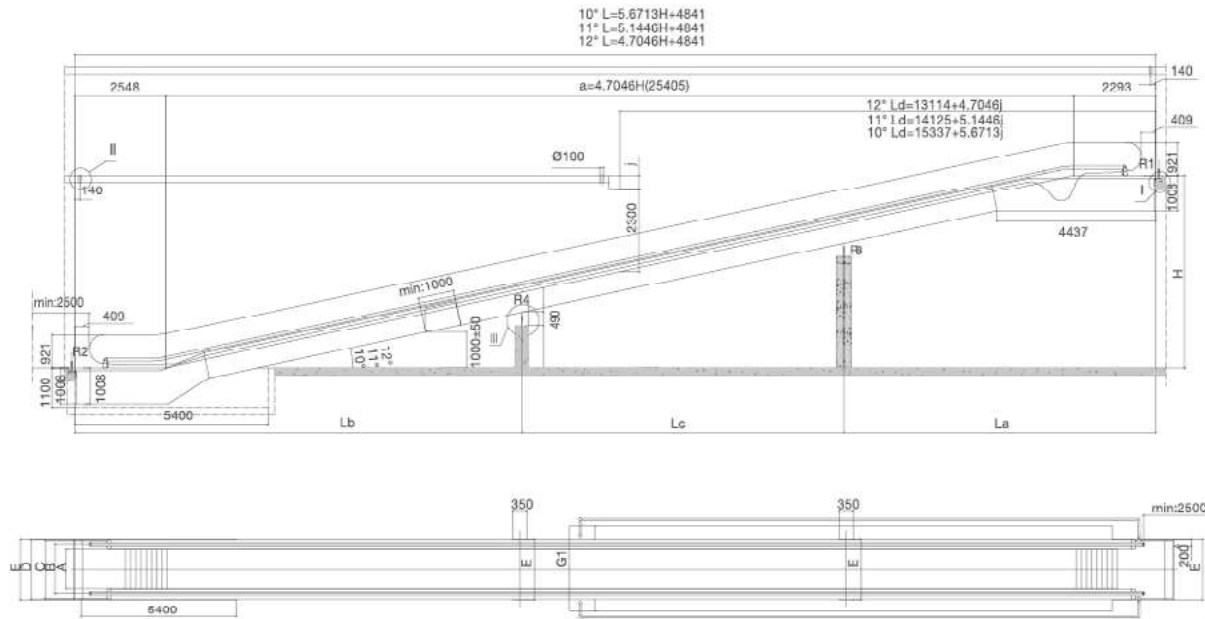 10° L=5.6713H+4841
11° L=5.1446H+4841
12° L=4.7046H+4841
140
2548
a=4.7046H(25405)
2293
12° Ld=13114+4.7046j
11° Ld=14125+5.1446j
10° Ld=15337+5.6713j
409
II
Ø100
j
R1
921
140
I
1008
2300
4437
R3
H
min:1000
min:2500
R4
400
III
490
1000±50
921
R2
12°
11°
10°
1100
1008
1008
5400
Lb
Lc
La
350
350
min:2500
E
D
C
B
A
E
G1
E
200
E
5400